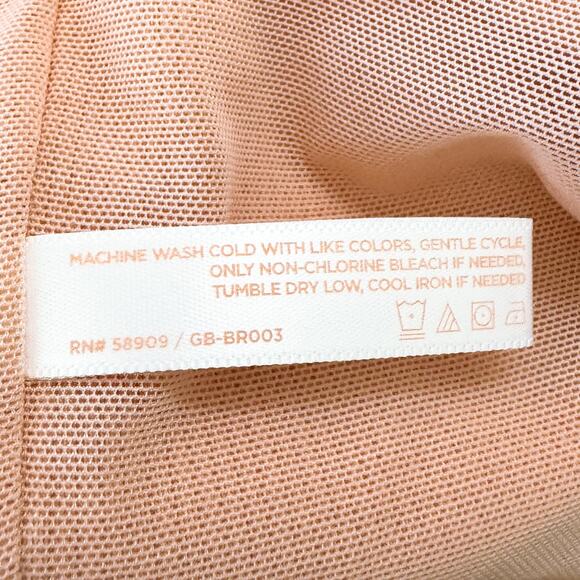 MACHINE WASH COLD WITH LIKE COLORS, GENTLE CYCLE,
ONLY NON-CHLORINE BLEACH IF NEEDED,
TUMBLE DRY LOW, COOL IRON IF NEEDED
RN# 58909 / GB-BR003